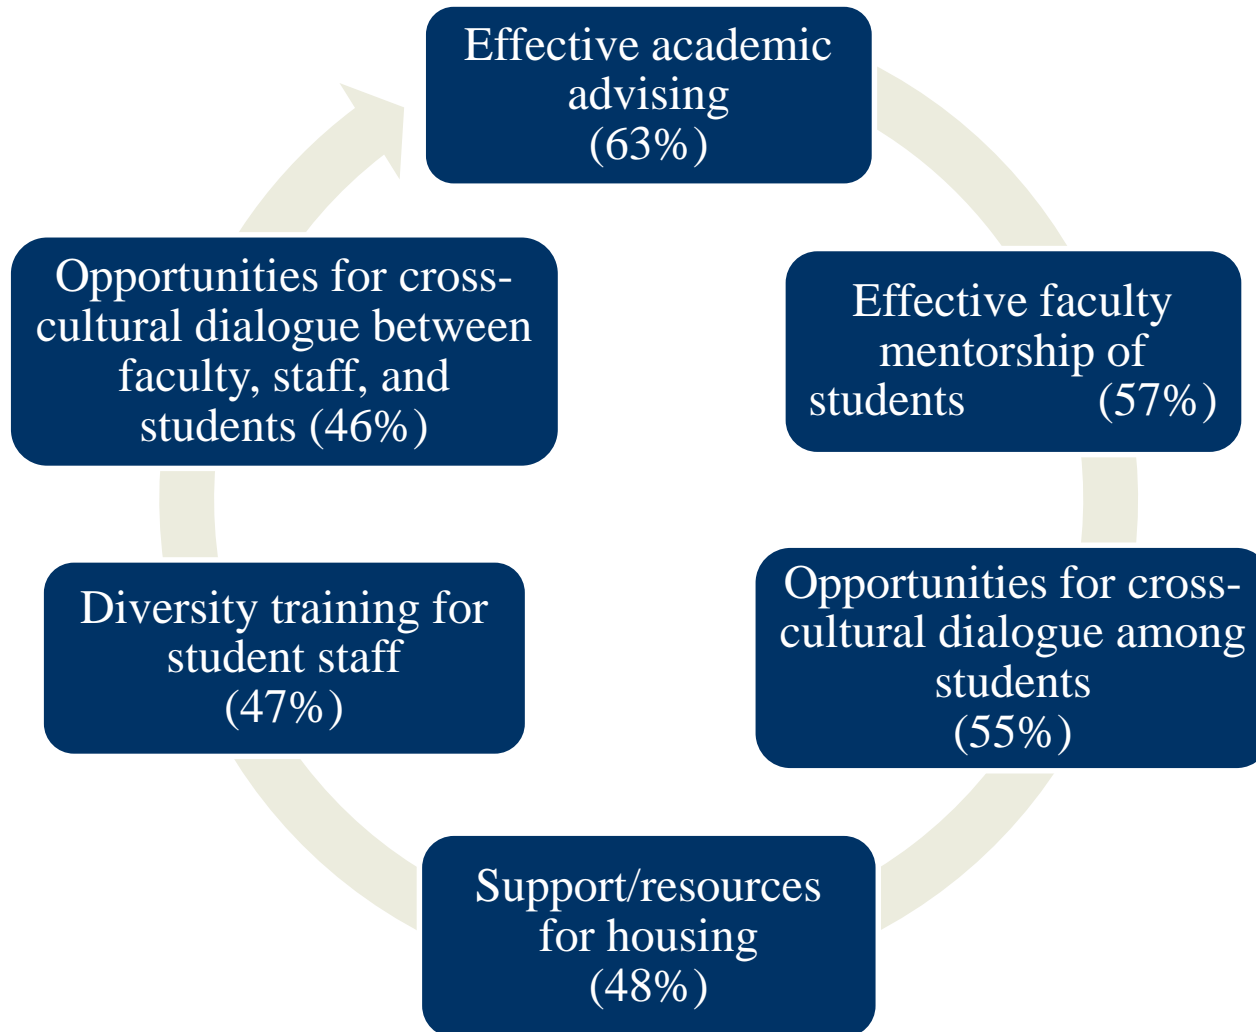 Effective academic
advising
(63%)
Effective faculty
mentorship of
students (57%)
Opportunities for cross-
cultural dialogue among
students
(55%)
Support/resources
for housing
(48%)
Diversity training for
student staff
(47%)
Opportunities for cross-
cultural dialogue between
faculty, staff, and
students (46%)